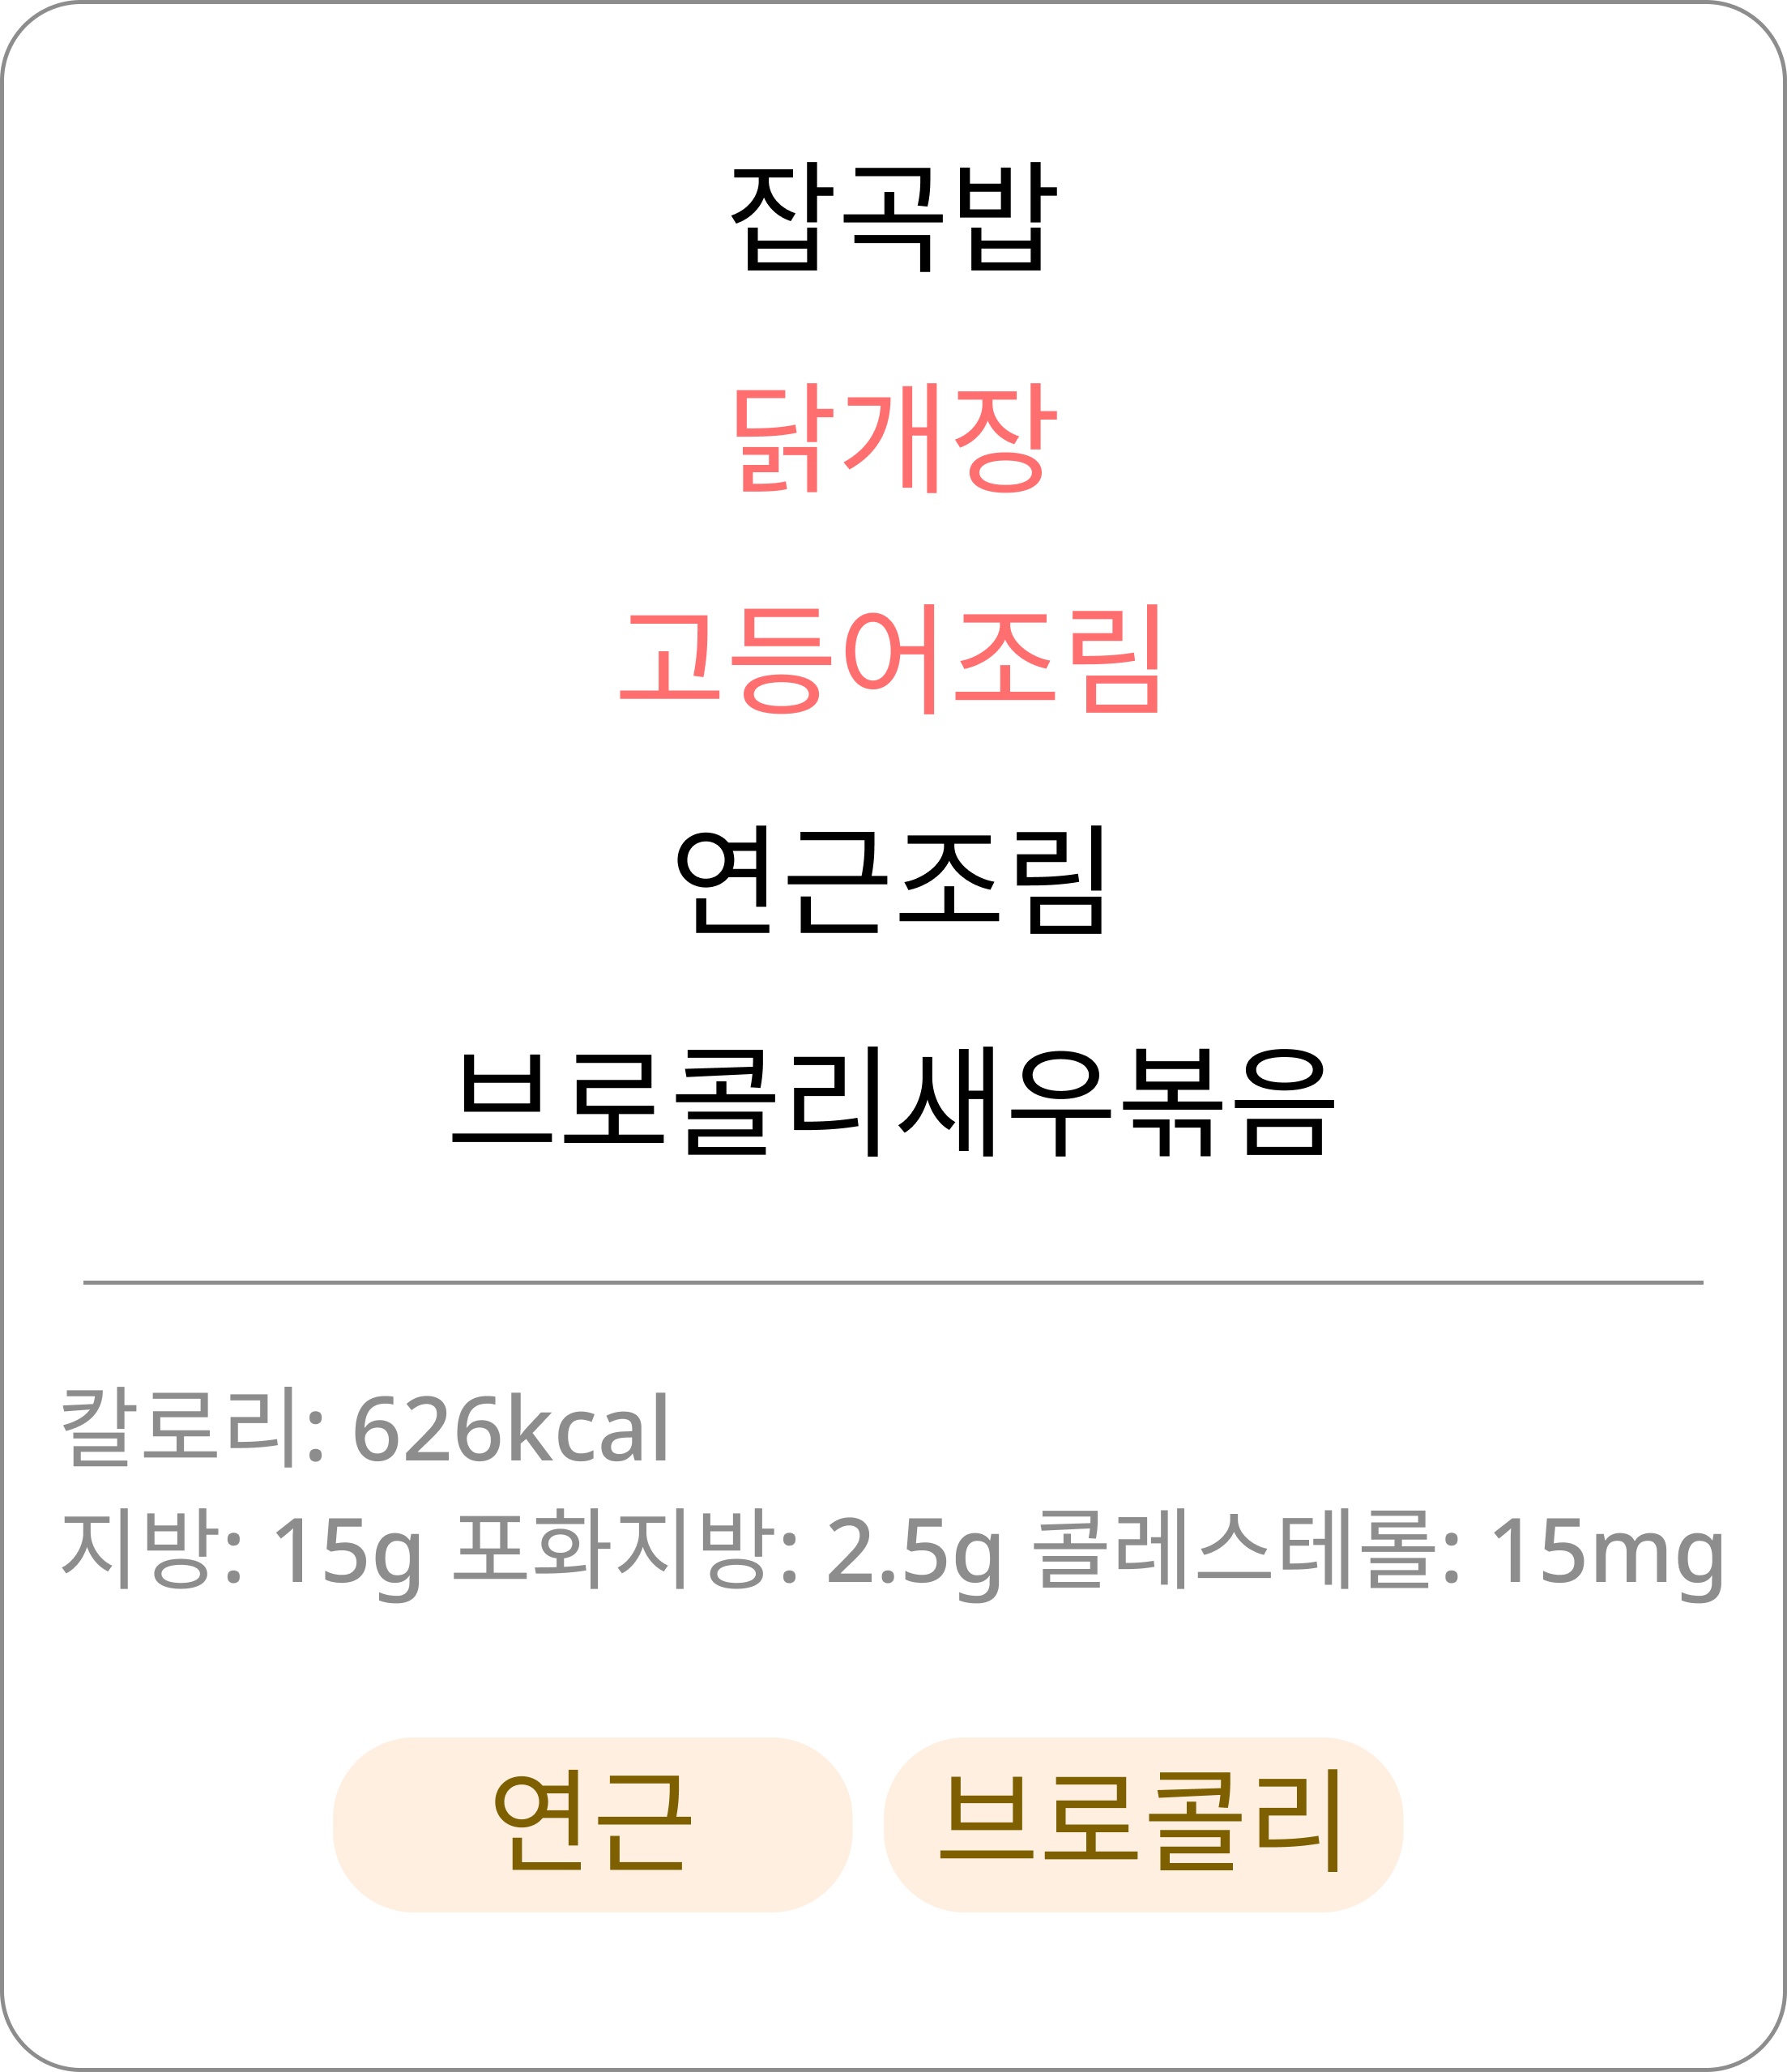 잡곡밥
닭개장
고등어조림
연근조림
브로콜리새우볶음
칼로리: 626kcal
지방: 15g 포화지방: 2.5g 콜레스테롤: 15mg
연근 브로콜리